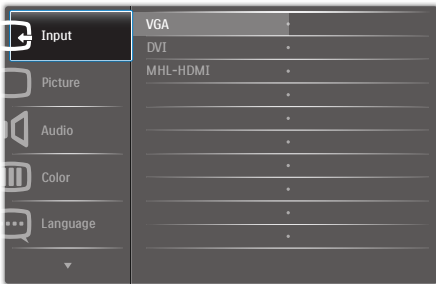 Input
Picture
Audio
Color
Language
VGA
DVI
MHL-HDMI